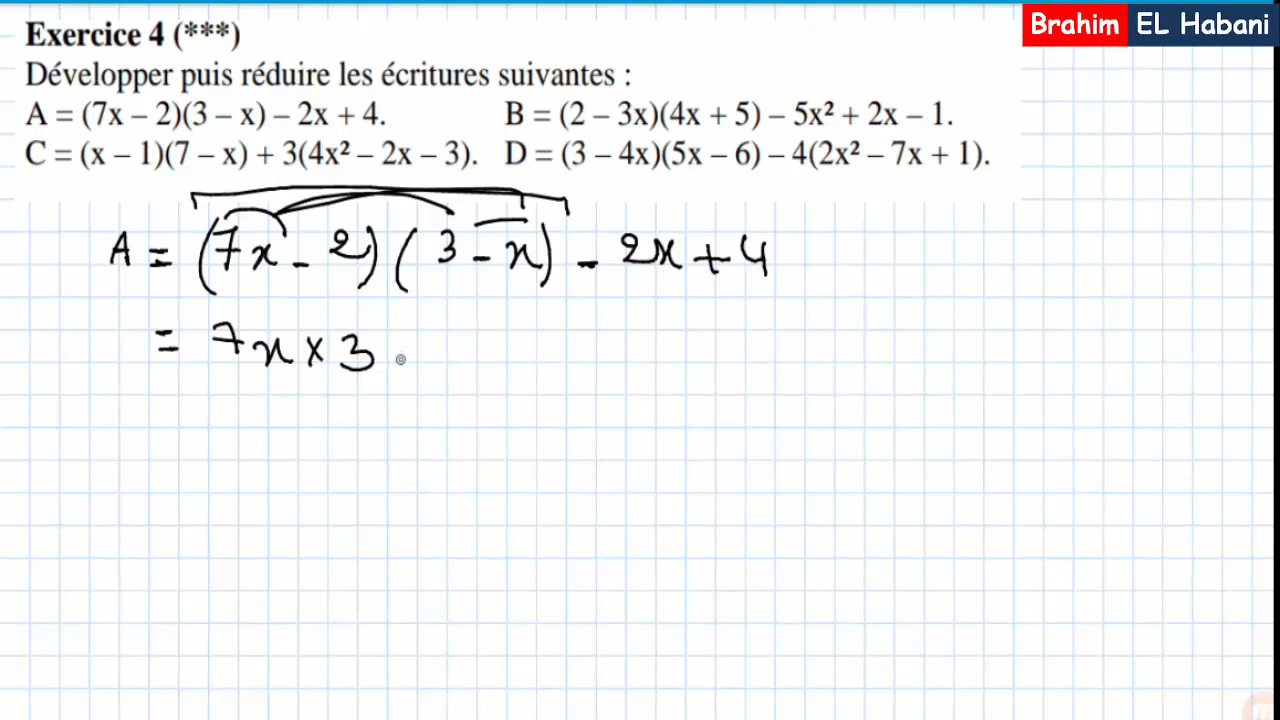 Brahim EL Habani
Exercice 4 (***)
Développer puis réduire les écritures suivantes :
A = (7x – 2)(3 – x) – 2x + 4. B = (2 – 3x)(4x + 5) – 5x² + 2x – 1.
C = (x – 1)(7 – x) + 3(4x² – 2x – 3). D = (3 – 4x)(5x – 6) – 4(2x² – 7x + 1).
A = (7x - 2)(3 - x) - 2x + 4
= 7x × 3